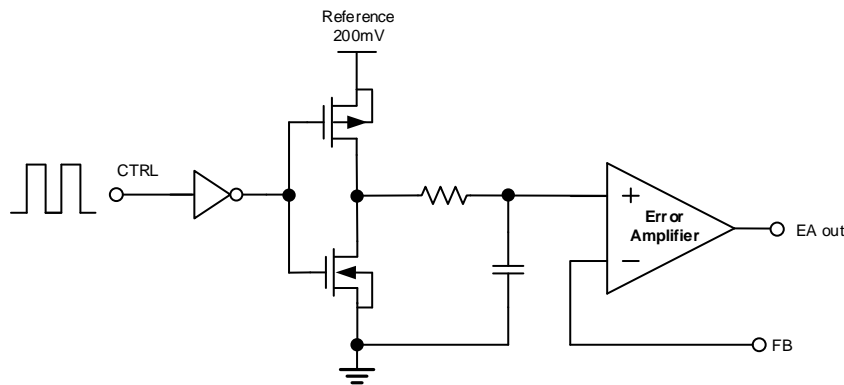 Reference
200mV
CTRL
+
Error
Amplifier
−
EA out
FB